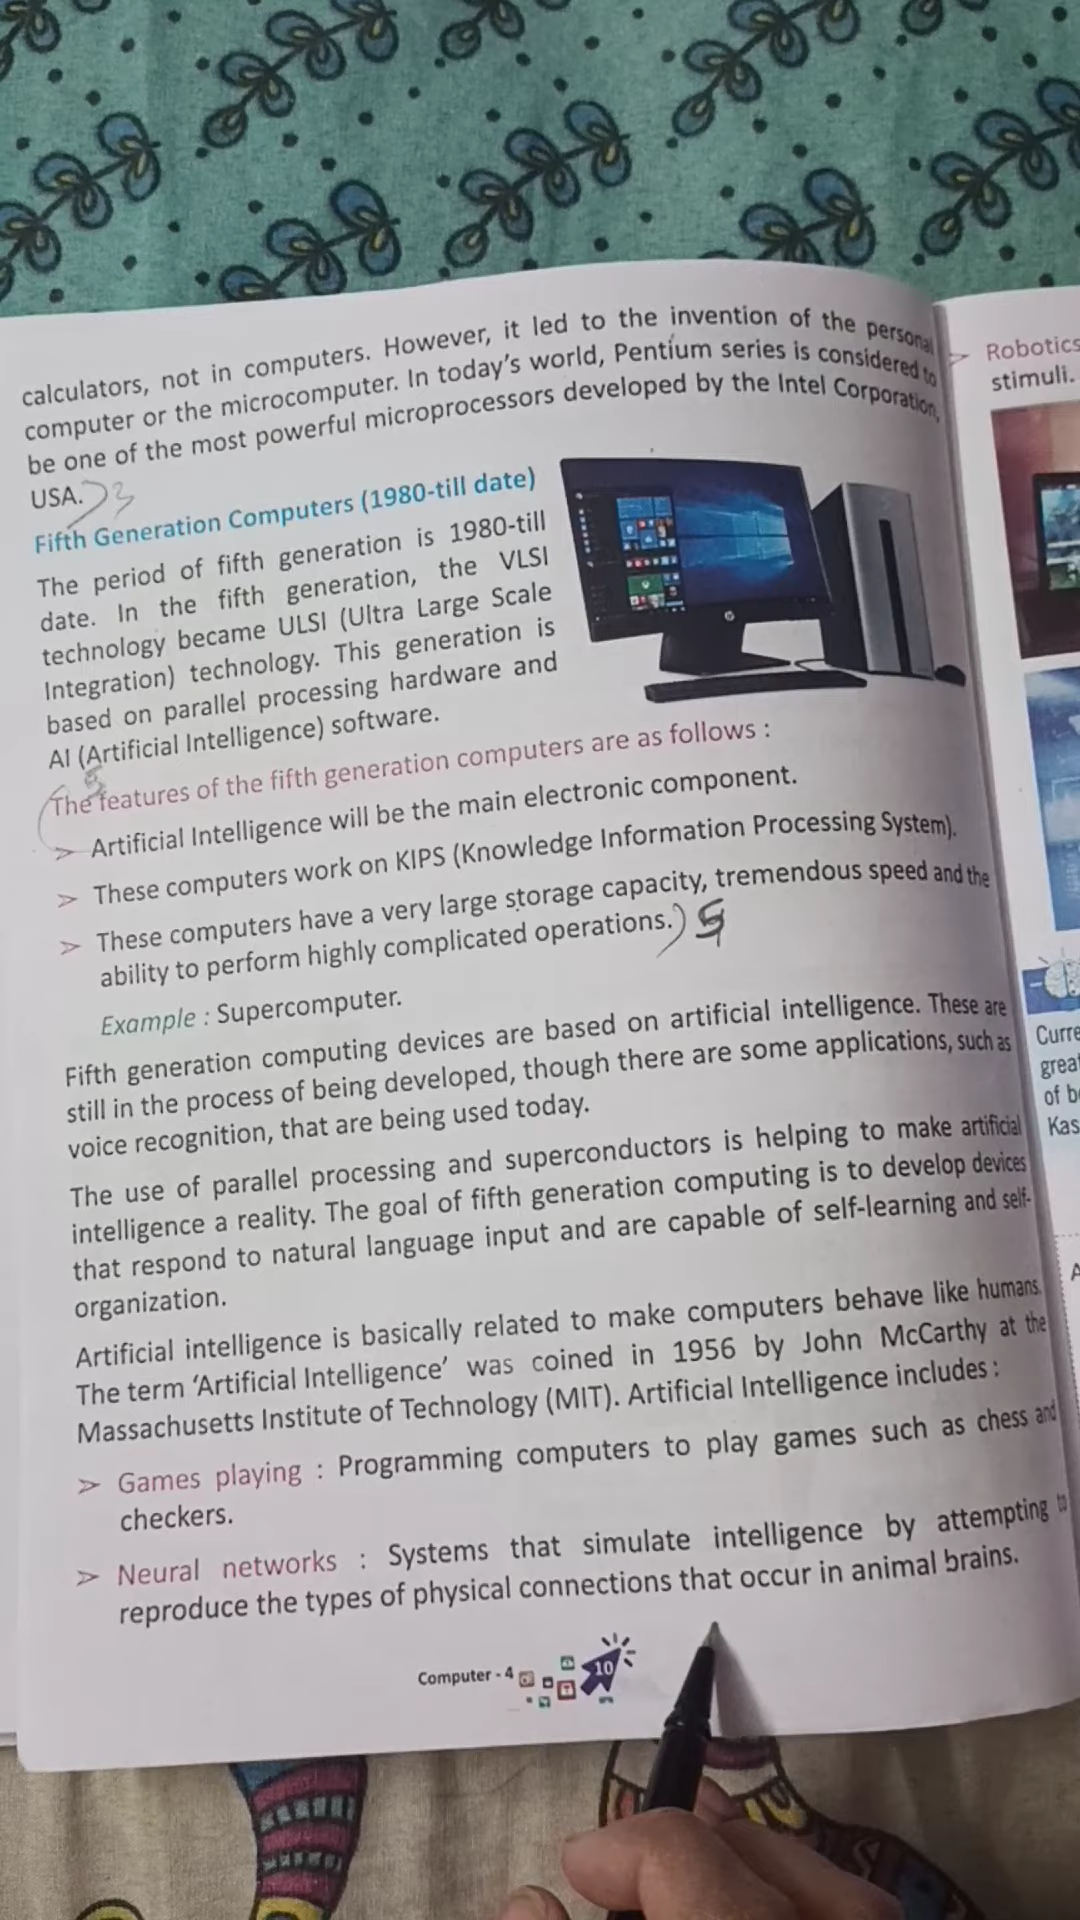 calculators, not in computers. However, it led to the invention of the personal
computer or the microcomputer. In today's world, Pentium series is considered to
be one of the most powerful microprocessors developed by the Intel Corporation,
USA.
Fifth Generation Computers (1980-till date)
The period of fifth generation is 1980-till
date. In the fifth generation, the VLSI
technology became ULSI (Ultra Large Scale
Integration) technology. This generation is
based on parallel processing hardware and
AI (Artificial Intelligence) software.
The features of the fifth generation computers are as follows :
➢ Artificial Intelligence will be the main electronic component.
➢ These computers work on KIPS (Knowledge Information Processing System).
➢ These computers have a very large storage capacity, tremendous speed and the
ability to perform highly complicated operations.
Example : Supercomputer.
Fifth generation computing devices are based on artificial intelligence. These are
still in the process of being developed, though there are some applications, such as
voice recognition, that are being used today.
The use of parallel processing and superconductors is helping to make artificial
intelligence a reality. The goal of fifth generation computing is to develop devices
that respond to natural language input and are capable of self-learning and self-
organization.
Artificial intelligence is basically related to make computers behave like humans.
The term 'Artificial Intelligence' was coined in 1956 by John McCarthy at the
Massachusetts Institute of Technology (MIT). Artificial Intelligence includes :
➢ Games playing : Programming computers to play games such as chess and
checkers.
➢ Neural networks : Systems that simulate intelligence by attempting to
reproduce the types of physical connections that occur in animal brains.
Computer - 4
10
➢ Robotics
stimuli.
of